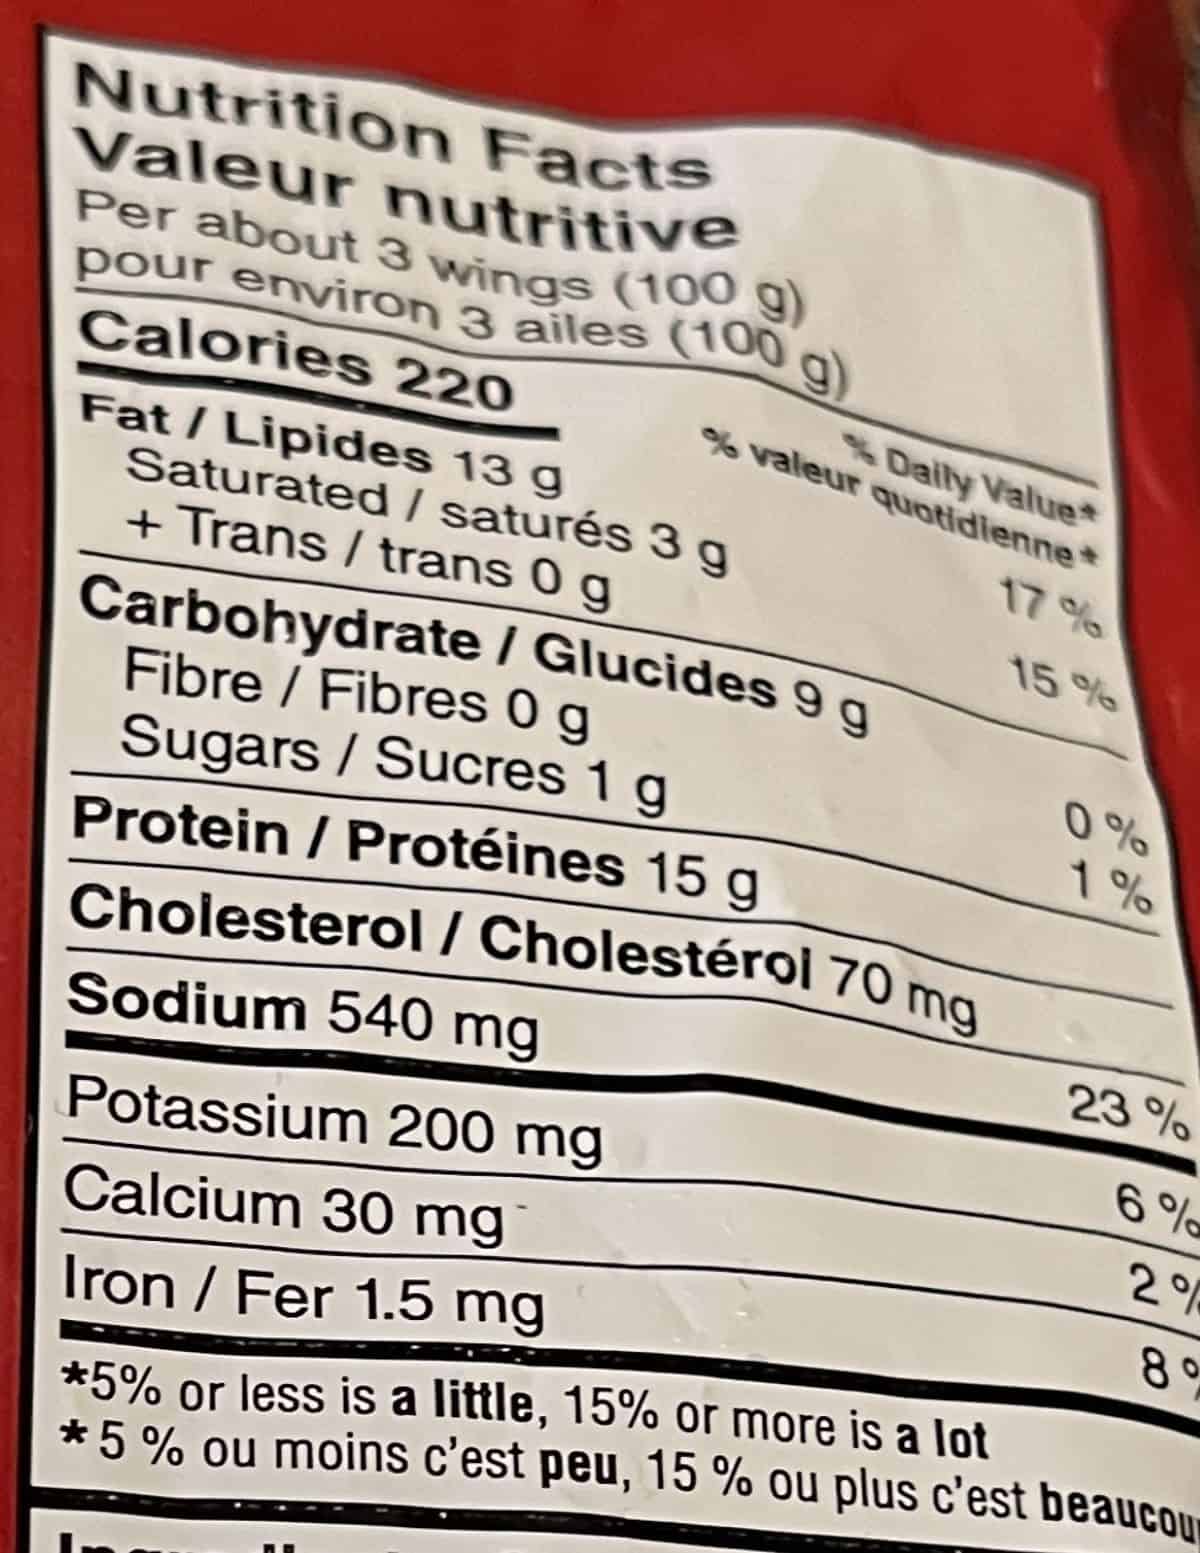 Nutrition Facts
Valeur nutritive
Per about 3 wings (100 g)
pour environ 3 ailes (100 g)
Calories 220
% Daily Value*
% valeur quotidienne*
Fat / Lipides 13 g 17 %
Saturated / saturés 3 g 15 %
+ Trans / trans 0 g
Carbohydrate / Glucides 9 g
Fibre / Fibres 0 g 0 %
Sugars / Sucres 1 g 1 %
Protein / Protéines 15 g
Cholesterol / Cholestérol 70 mg
Sodium 540 mg 23 %
Potassium 200 mg 6 %
Calcium 30 mg 2 %
Iron / Fer 1.5 mg 8 %
*5% or less is a little, 15% or more is a lot
*5 % ou moins c'est peu, 15 % ou plus c'est beaucou